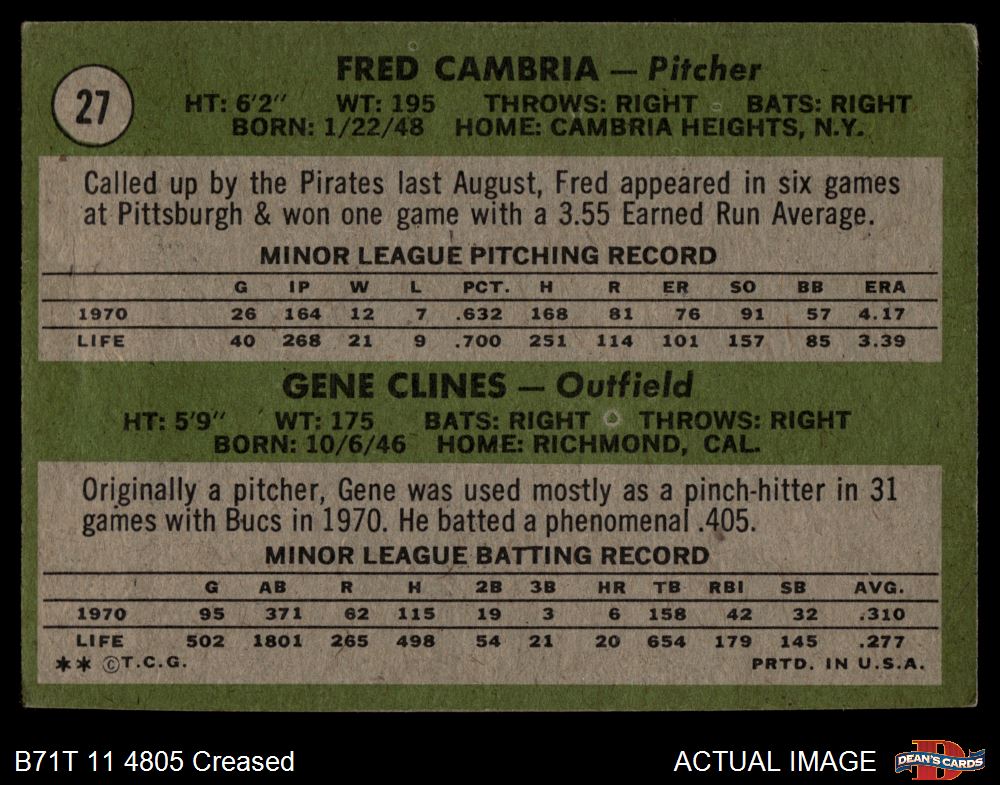 27
FRED CAMBRIA — Pitcher
HT: 6'2" WT: 195 THROWS: RIGHT BATS: RIGHT
BORN: 1/22/48 HOME: CAMBRIA HEIGHTS, N.Y.
Called up by the Pirates last August, Fred appeared in six games
at Pittsburgh & won one game with a 3.55 Earned Run Average.
MINOR LEAGUE PITCHING RECORD
G IP W L PCT. H R ER SO BB ERA
1970 26 164 12 7 .632 168 81 76 91 57 4.17
LIFE 40 268 21 9 .700 251 114 101 157 85 3.39
GENE CLINES — Outfield
HT: 5'9" WT: 175 BATS: RIGHT THROWS: RIGHT
BORN: 10/6/46 HOME: RICHMOND, CAL.
Originally a pitcher, Gene was used mostly as a pinch-hitter in 31
games with Bucs in 1970. He batted a phenomenal .405.
MINOR LEAGUE BATTING RECORD
G AB R H 2B 3B HR TB RBI SB AVG.
1970 95 371 62 115 19 3 6 158 42 32 .310
LIFE 502 1801 265 498 54 21 20 654 179 145 .277
** ©T.C.G. PRTD. IN U.S.A.
B71T 11 4805 Creased ACTUAL IMAGE
D
DEAN'S CARDS